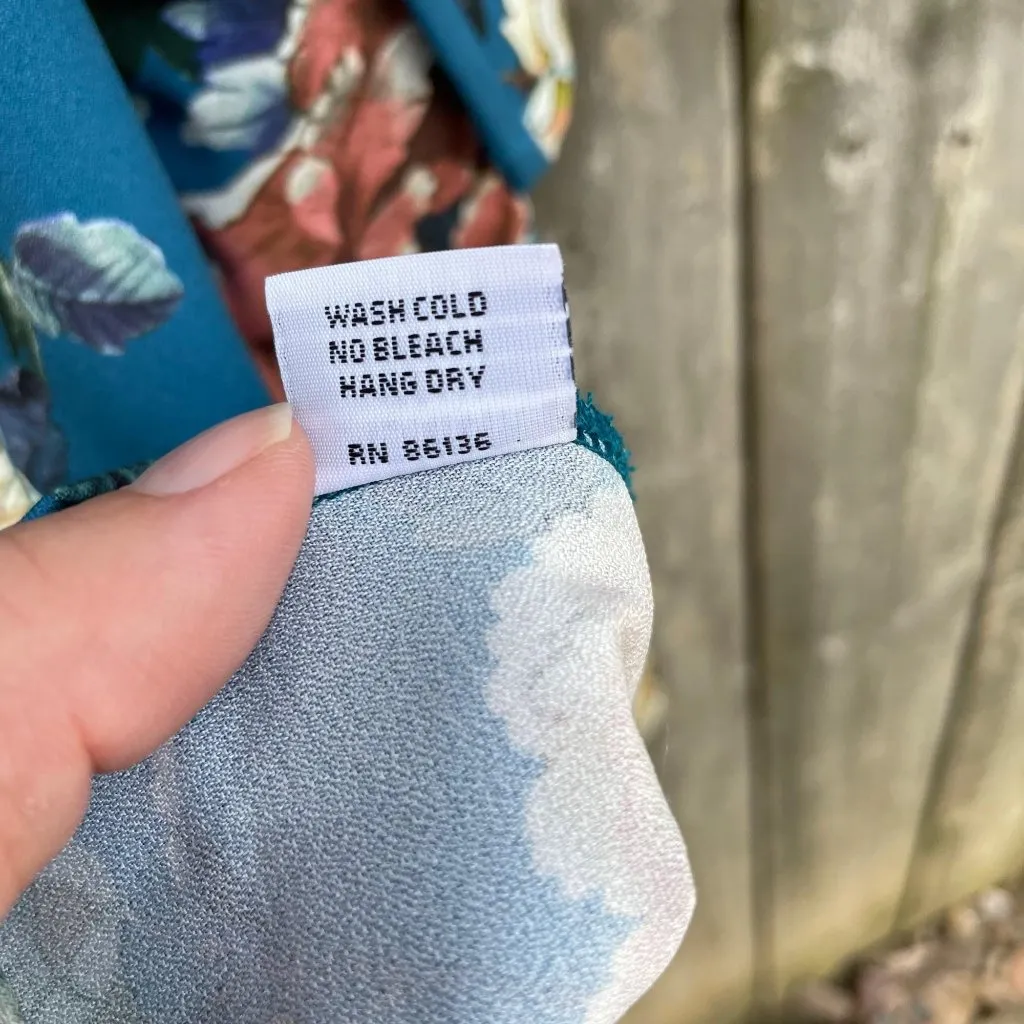 WASH COLD
NO BLEACH
HANG DRY
RN 86136